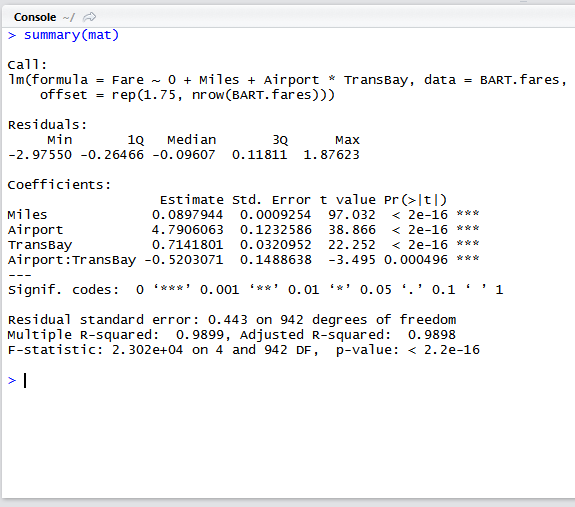 Console ~/
> summary(mat)
Call:
lm(formula = Fare ~ 0 + Miles + Airport * TransBay, data = BART.fares,
    offset = rep(1.75, nrow(BART.fares)))
Residuals:
     Min       1Q   Median       3Q      Max
-2.97550 -0.26466 -0.09607  0.11811  1.87623
Coefficients:
                   Estimate Std. Error t value Pr(>|t|)
Miles             0.0897944  0.0009254  97.032  < 2e-16 ***
Airport           4.7906063  0.1232586  38.866  < 2e-16 ***
TransBay          0.7141801  0.0320952  22.252  < 2e-16 ***
Airport:TransBay -0.5203071  0.1488638  -3.495 0.000496 ***
---
Signif. codes:  0 ‘***’ 0.001 ‘**’ 0.01 ‘*’ 0.05 ‘.’ 0.1 ‘ ’ 1
Residual standard error: 0.443 on 942 degrees of freedom
Multiple R-squared:  0.9899, Adjusted R-squared:  0.9898
F-statistic: 2.302e+04 on 4 and 942 DF,  p-value: < 2.2e-16
>